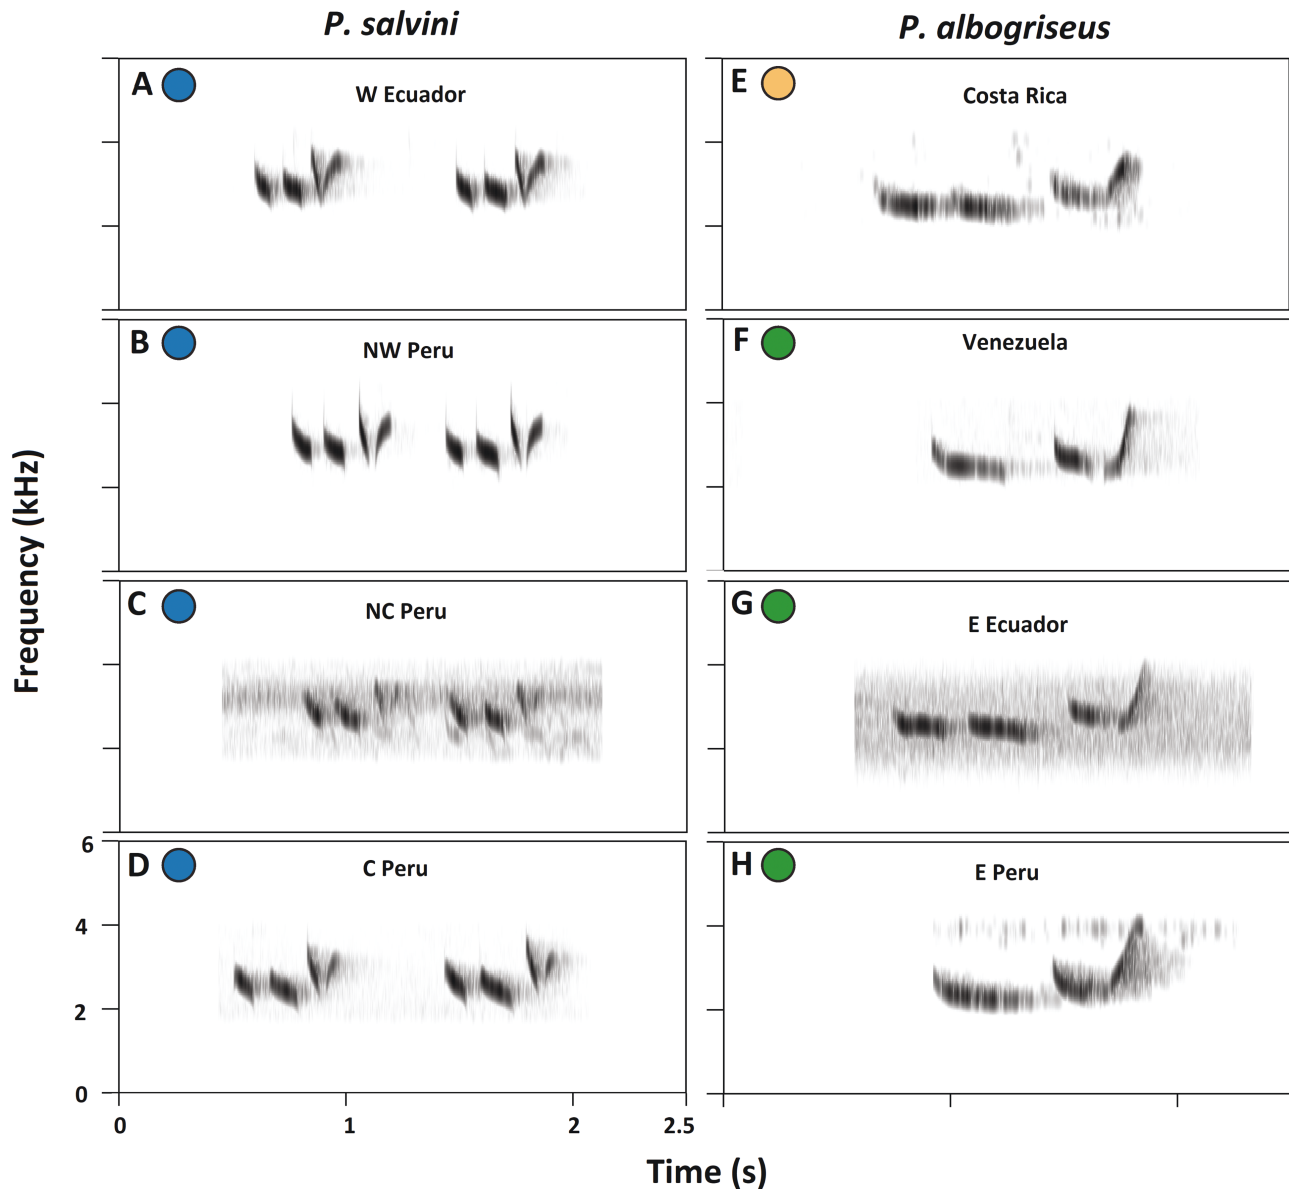 P. salvini
P. albogriseus
A
W Ecuador
E
Costa Rica
B
NW Peru
F
Venezuela
C
NC Peru
G
E Ecuador
D
C Peru
H
E Peru
Frequency (kHz)
6
4
2
0
0
1
2
2.5
Time (s)